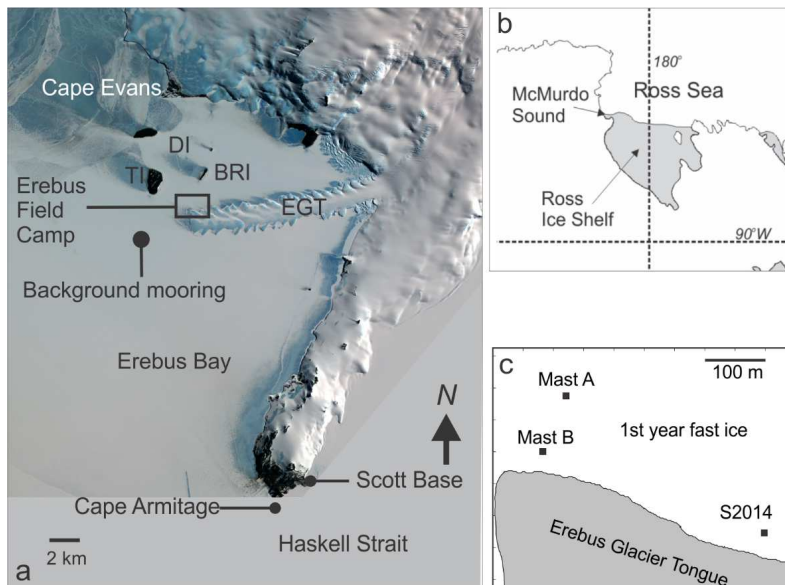 Cape Evans
DI
TI
BRI
Erebus
Field
Camp
EGT
Background mooring
Erebus Bay
N
Scott Base
Cape Armitage
2 km
Haskell Strait
a
b
180°
McMurdo
Sound
Ross Sea
Ross
Ice Shelf
90°W
c
100 m
Mast A
Mast B
1st year fast ice
S2014
Erebus Glacier Tongue